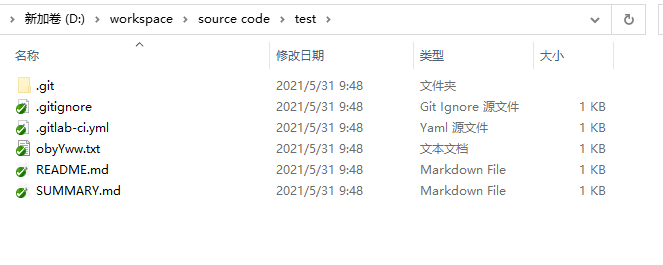 新加卷 (D:) > workspace > source code > test >
名称 修改日期 类型 大小
.git 2021/5/31 9:48 文件夹
.gitignore 2021/5/31 9:48 Git Ignore 源文件 1 KB
.gitlab-ci.yml 2021/5/31 9:48 Yaml 源文件 1 KB
obyYww.txt 2021/5/31 9:48 文本文档 1 KB
README.md 2021/5/31 9:48 Markdown File 1 KB
SUMMARY.md 2021/5/31 9:48 Markdown File 1 KB